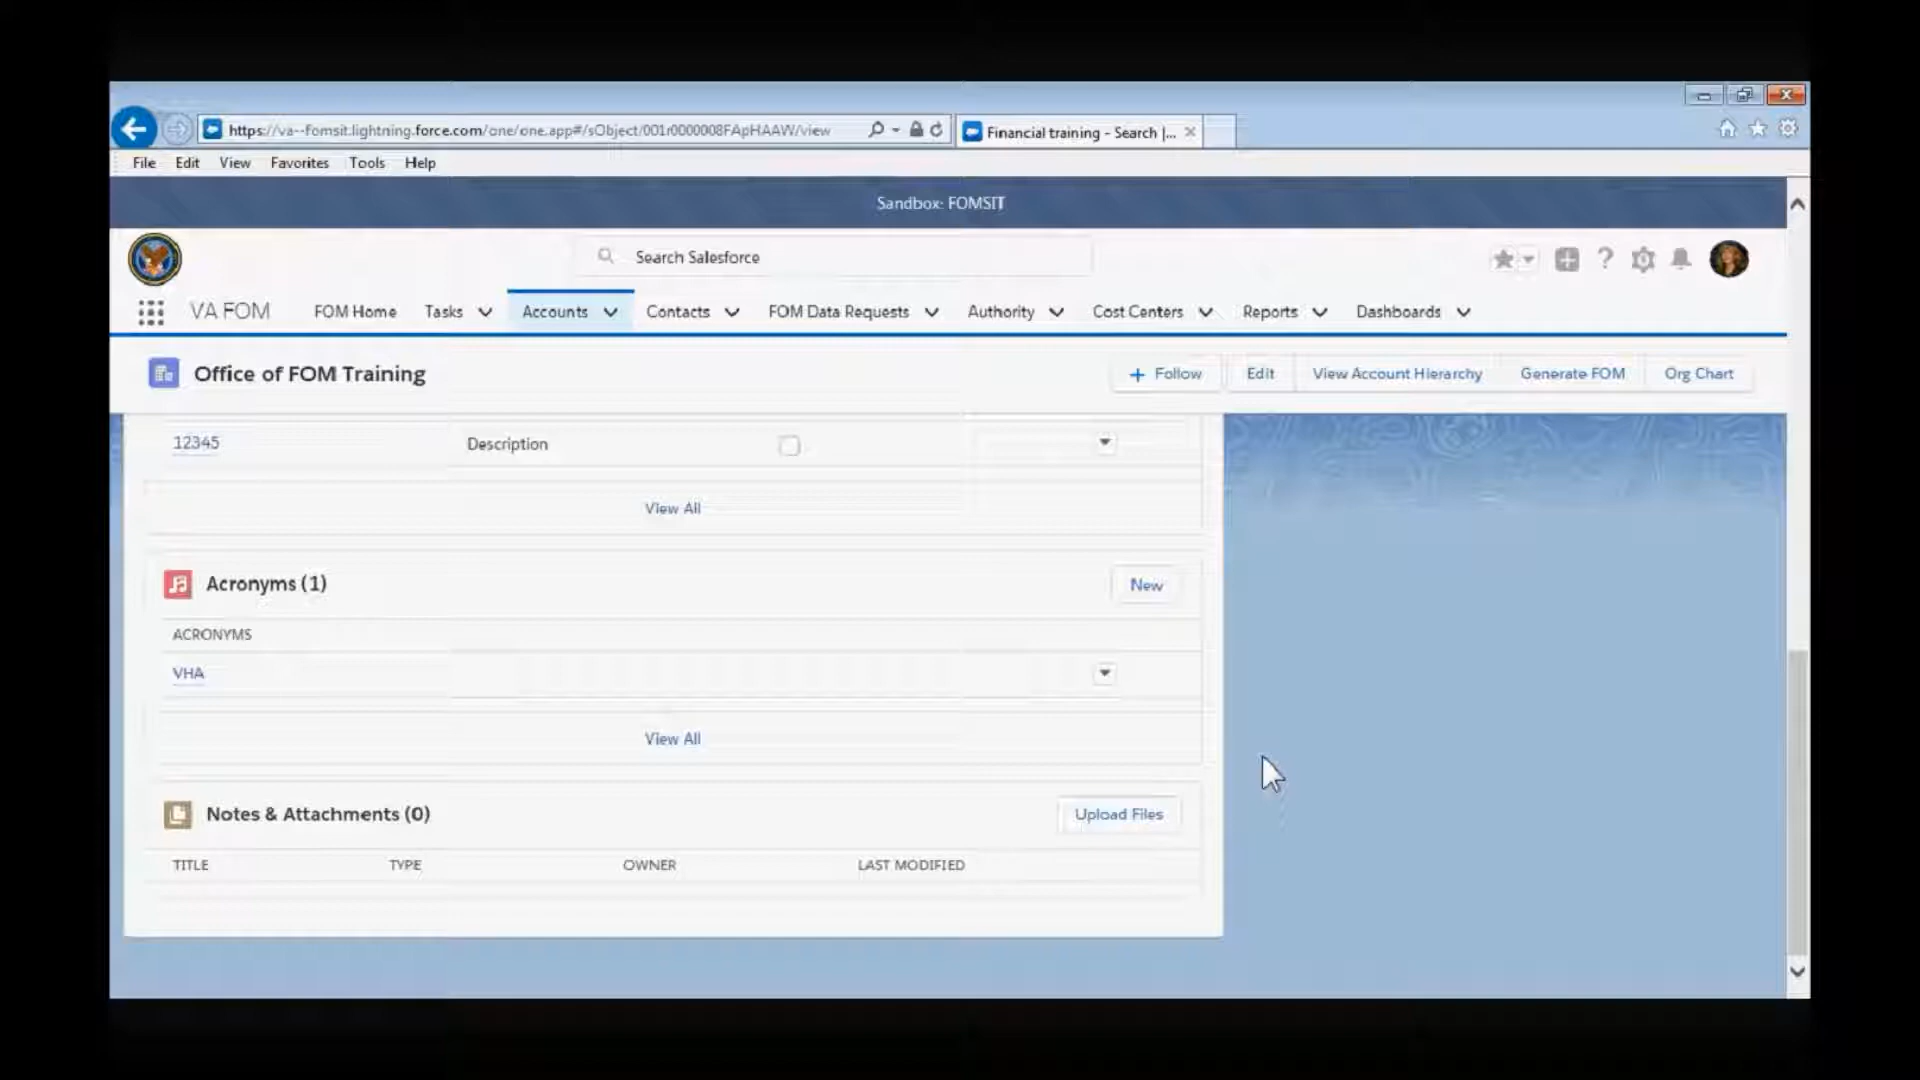 https://va--fomsit.lightning.force.com/one/one.app#/sObject/001r0000008FApHAAW/view
Financial training - Search |...
File Edit View Favorites Tools Help
Sandbox: FOMSIT
Search Salesforce
VA FOM FOM Home Tasks Accounts Contacts FOM Data Requests Authority Cost Centers Reports Dashboards
Office of FOM Training
+ Follow Edit View Account Hierarchy Generate FOM Org Chart
12345 Description
View All
Acronyms (1) New
ACRONYMS
VHA
View All
Notes & Attachments (0) Upload Files
TITLE TYPE OWNER LAST MODIFIED